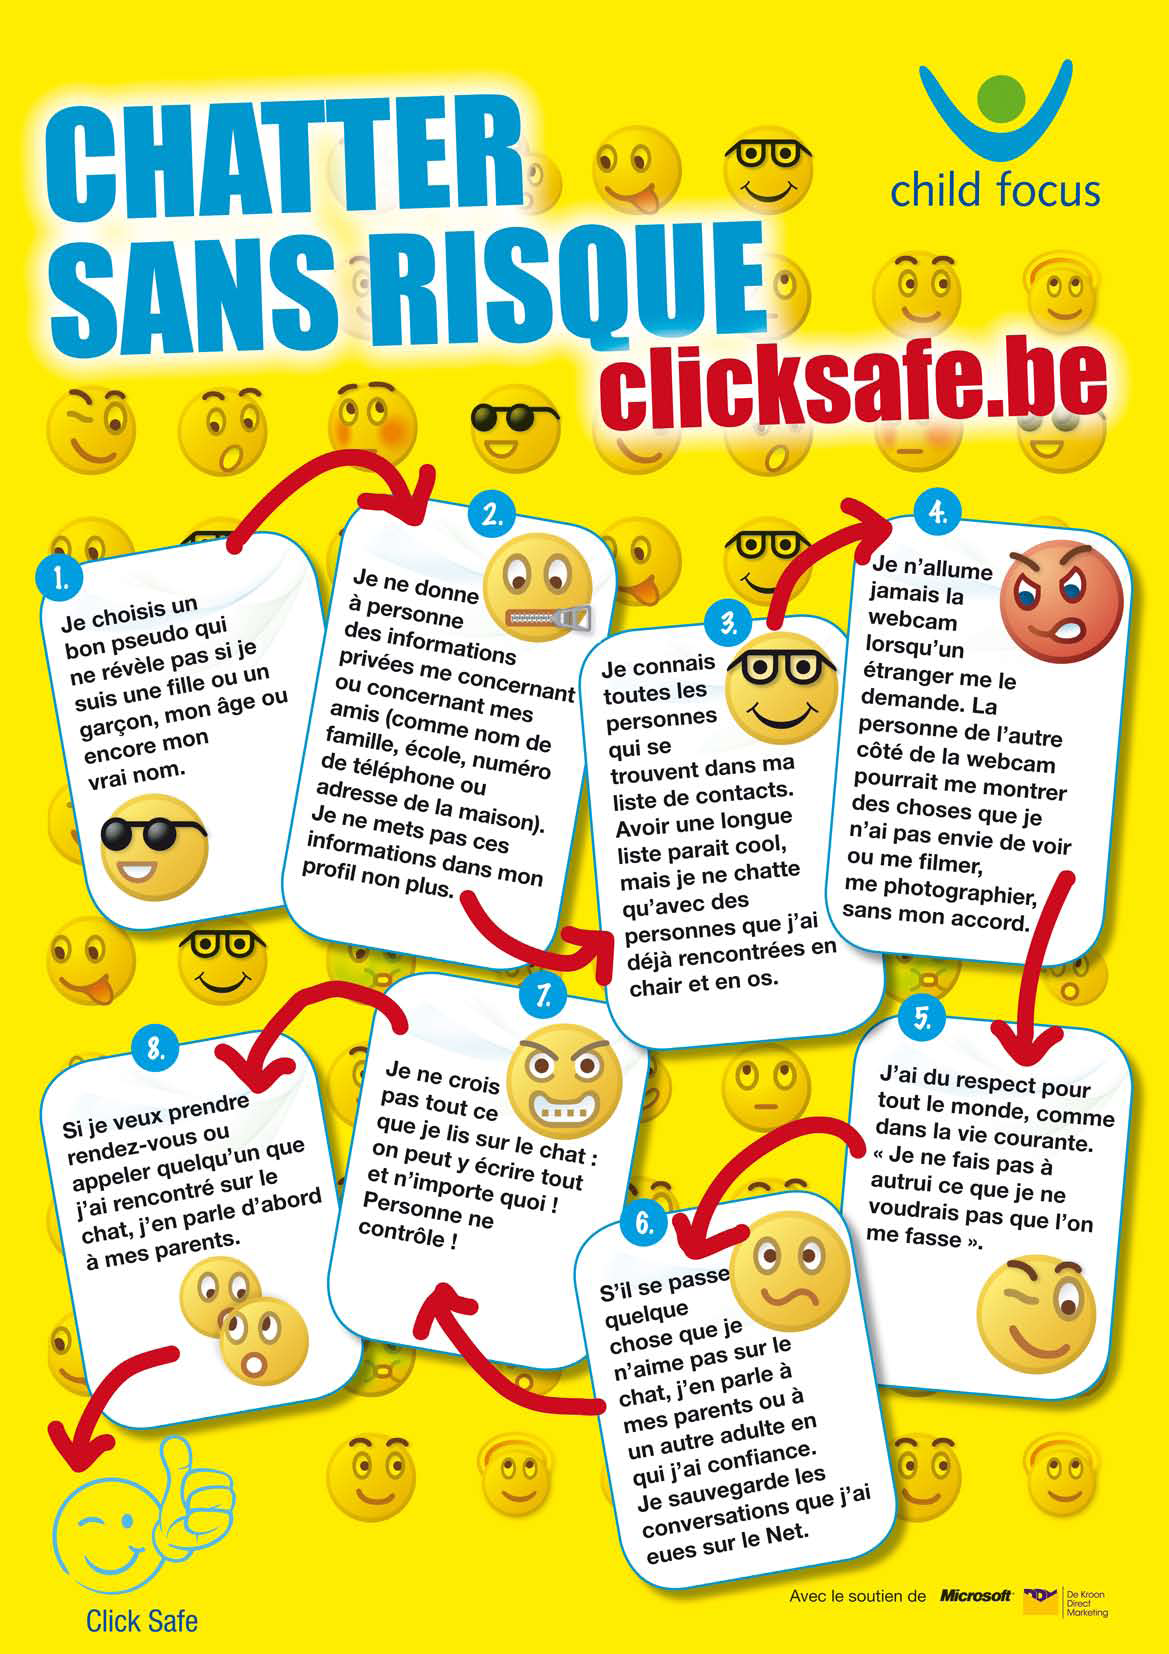 CHATTER
SANS RISQUE
clicksafe.be
child focus
1.
Je choisis un
bon pseudo qui
ne révèle pas si je
suis une fille ou un
garçon, mon âge ou
encore mon
vrai nom.
2.
Je ne donne
à personne
des informations
privées me concernant
ou concernant mes
amis (comme nom de
famille, école, numéro
de téléphone ou
adresse de la maison).
Je ne mets pas ces
informations dans mon
profil non plus.
3.
Je connais
toutes les
personnes
qui se
trouvent dans ma
liste de contacts.
Avoir une longue
liste parait cool,
mais je ne chatte
qu’avec des
personnes que j’ai
déjà rencontrées en
chair et en os.
4.
Je n’allume
jamais la
webcam
lorsqu’un
étranger me le
demande. La
personne de l’autre
côté de la webcam
pourrait me montrer
des choses que je
n’ai pas envie de voir
ou me filmer,
me photographier,
sans mon accord.
5.
J’ai du respect pour
tout le monde, comme
dans la vie courante.
« Je ne fais pas à
autrui ce que je ne
voudrais pas que l’on
me fasse ».
6.
S’il se passe
quelque
chose que je
n’aime pas sur le
chat, j’en parle à
mes parents ou à
un autre adulte en
qui j’ai confiance.
Je sauvegarde les
conversations que j’ai
eues sur le Net.
7.
Je ne crois
pas tout ce
que je lis sur le chat :
on peut y écrire tout
et n’importe quoi !
Personne ne
contrôle !
8.
Si je veux prendre
rendez-vous ou
appeler quelqu’un que
j’ai rencontré sur le
chat, j’en parle d’abord
à mes parents.
Click Safe
Avec le soutien de
Microsoft
De Kroon
Direct
Marketing